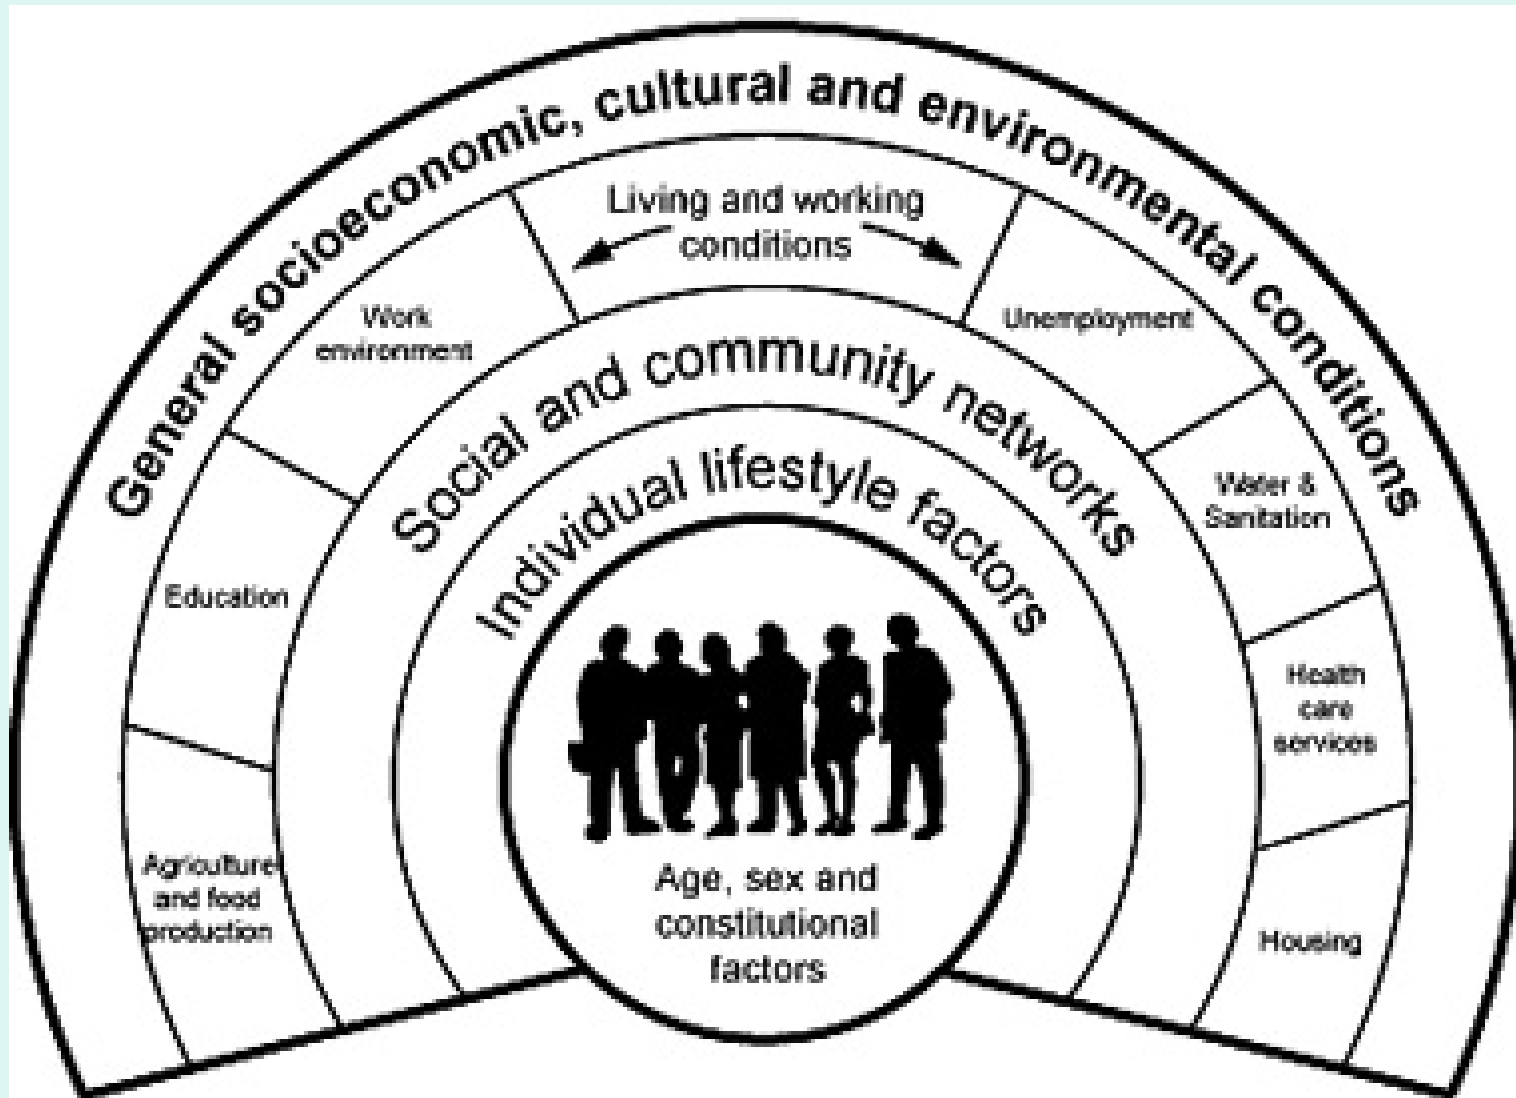 General socioeconomic, cultural and environmental conditions
Living and working
conditions
Work
environment
Unemployment
Social and community networks
Individual lifestyle factors
Water &
Sanitation
Education
Health
care
services
Agriculture
and food
production
Housing
Age, sex and
constitutional
factors